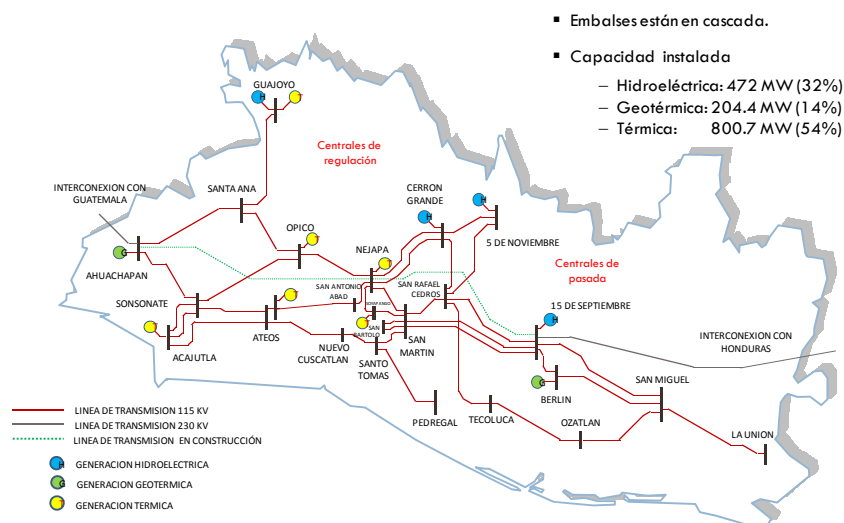 ▪ Embalses están en cascada.
▪ Capacidad instalada
– Hidroeléctrica: 472 MW (32%)
– Geotérmica: 204.4 MW (14%)
– Térmica: 800.7 MW (54%)
GUAJOYO
H
T
Centrales de
regulación
INTERCONEXION CON
GUATEMALA
SANTA ANA
CERRON
GRANDE
H
H
OPICO
T
NEJAPA
T
5 DE NOVIEMBRE
G
AHUACHAPAN
Centrales de
pasada
SAN ANTONIO
ABAD
SAN RAFAEL
CEDROS
SONSONATE
T
SOYAPANGO
15 DE SEPTIEMBRE
H
T
T
SAN
BARTOLO
ATEOS
SAN
MARTIN
INTERCONEXION CON
HONDURAS
ACAJUTLA
NUEVO
CUSCATLAN
SANTO
TOMAS
G
BERLIN
SAN MIGUEL
PEDREGAL
TECOLUCA
OZATLAN
LA UNION
LINEA DE TRANSMISION 115 KV
LINEA DE TRANSMISION 230 KV
LINEA DE TRANSMISION EN CONSTRUCCIÓN
H GENERACION HIDROELECTRICA
G GENERACION GEOTERMICA
T GENERACION TERMICA